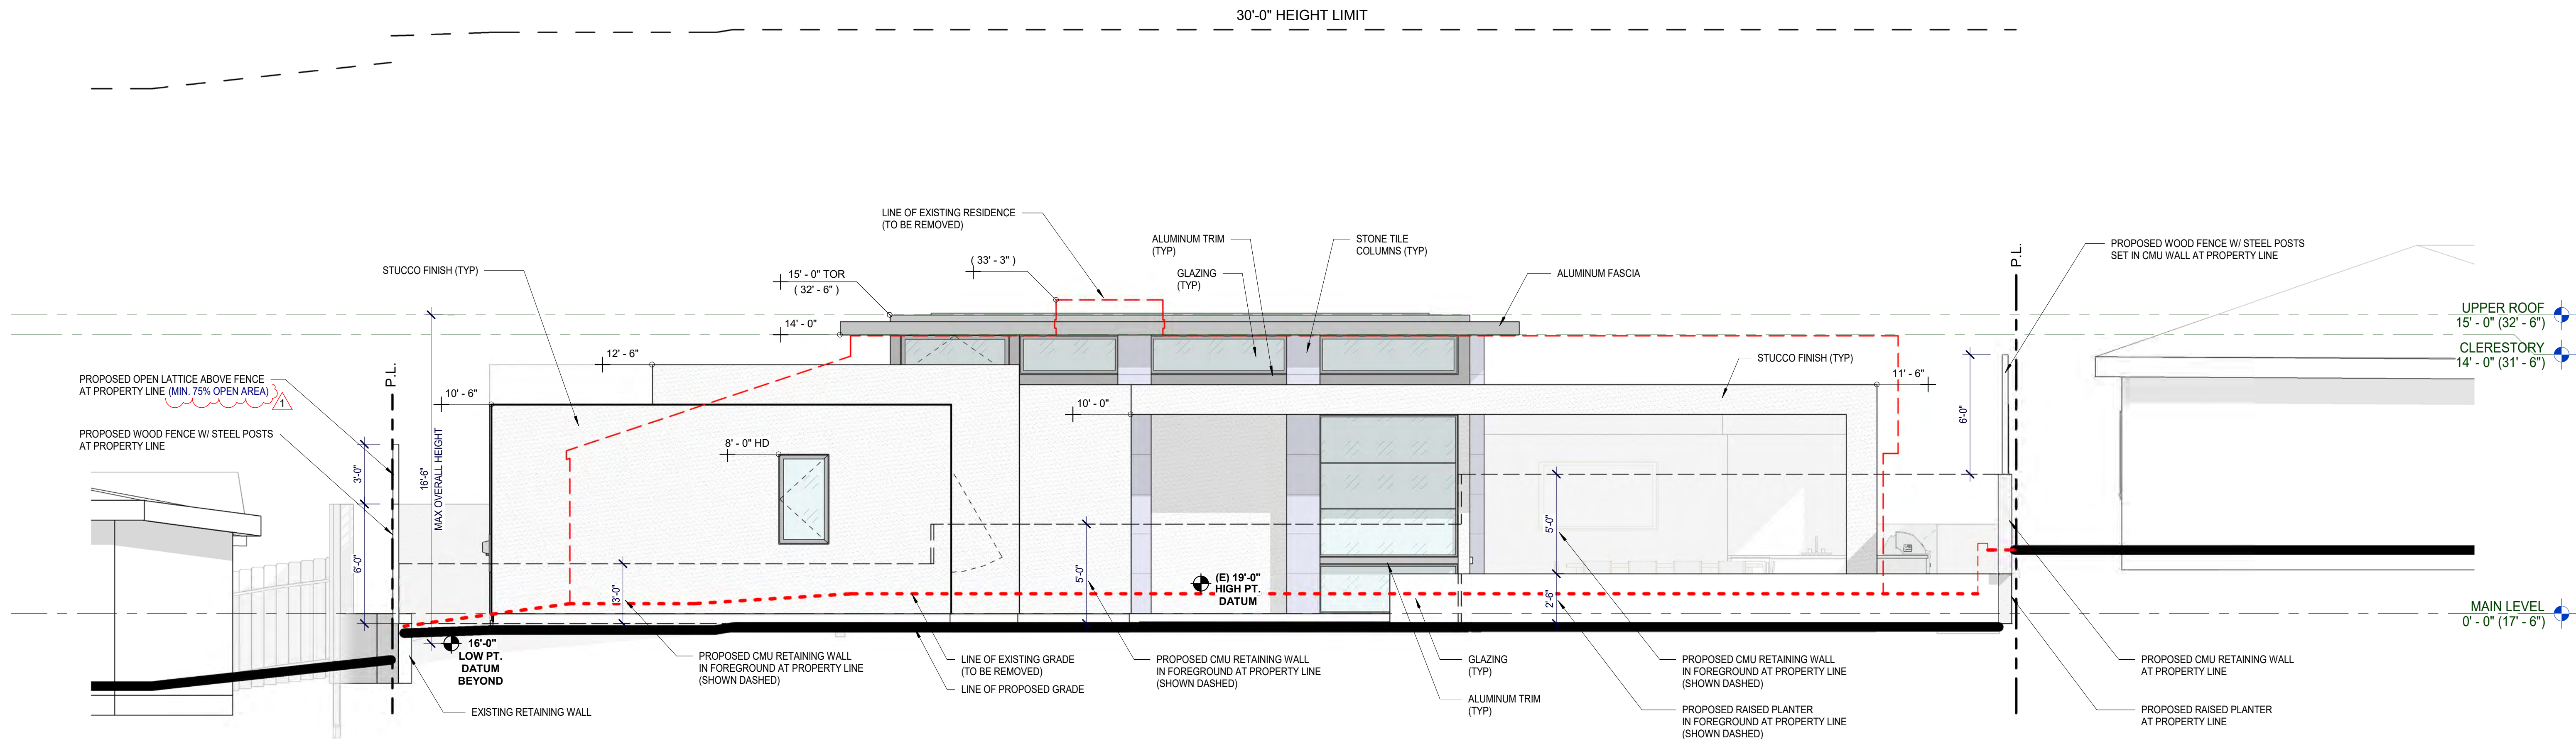 30'-0" HEIGHT LIMIT
LINE OF EXISTING RESIDENCE
(TO BE REMOVED)
ALUMINUM TRIM
(TYP)
STONE TILE
COLUMNS (TYP)
P.L.
PROPOSED WOOD FENCE W/ STEEL POSTS
SET IN CMU WALL AT PROPERTY LINE
STUCCO FINISH (TYP)
( 33' - 3" )
15' - 0" TOR
( 32' - 6" )
GLAZING
(TYP)
ALUMINUM FASCIA
14' - 0"
UPPER ROOF
15' - 0" (32' - 6")
CLERESTORY
14' - 0" (31' - 6")
12' - 6"
STUCCO FINISH (TYP)
P.L.
PROPOSED OPEN LATTICE ABOVE FENCE
AT PROPERTY LINE (MIN. 75% OPEN AREA)
1
10' - 6"
11' - 6"
10' - 0"
6'-0"
PROPOSED WOOD FENCE W/ STEEL POSTS
AT PROPERTY LINE
8' - 0" HD
3'-0"
16'-6"
MAX OVERALL HEIGHT
6'-0"
3'-0"
5'-0"
5'-0"
2'-6"
(E) 19'-0"
HIGH PT.
DATUM
MAIN LEVEL
0' - 0" (17' - 6")
16'-0"
LOW PT.
DATUM
BEYOND
PROPOSED CMU RETAINING WALL
IN FOREGROUND AT PROPERTY LINE
(SHOWN DASHED)
LINE OF EXISTING GRADE
(TO BE REMOVED)
LINE OF PROPOSED GRADE
PROPOSED CMU RETAINING WALL
IN FOREGROUND AT PROPERTY LINE
(SHOWN DASHED)
GLAZING
(TYP)
ALUMINUM TRIM
(TYP)
PROPOSED CMU RETAINING WALL
IN FOREGROUND AT PROPERTY LINE
(SHOWN DASHED)
PROPOSED RAISED PLANTER
IN FOREGROUND AT PROPERTY LINE
(SHOWN DASHED)
PROPOSED CMU RETAINING WALL
AT PROPERTY LINE
PROPOSED RAISED PLANTER
AT PROPERTY LINE
EXISTING RETAINING WALL